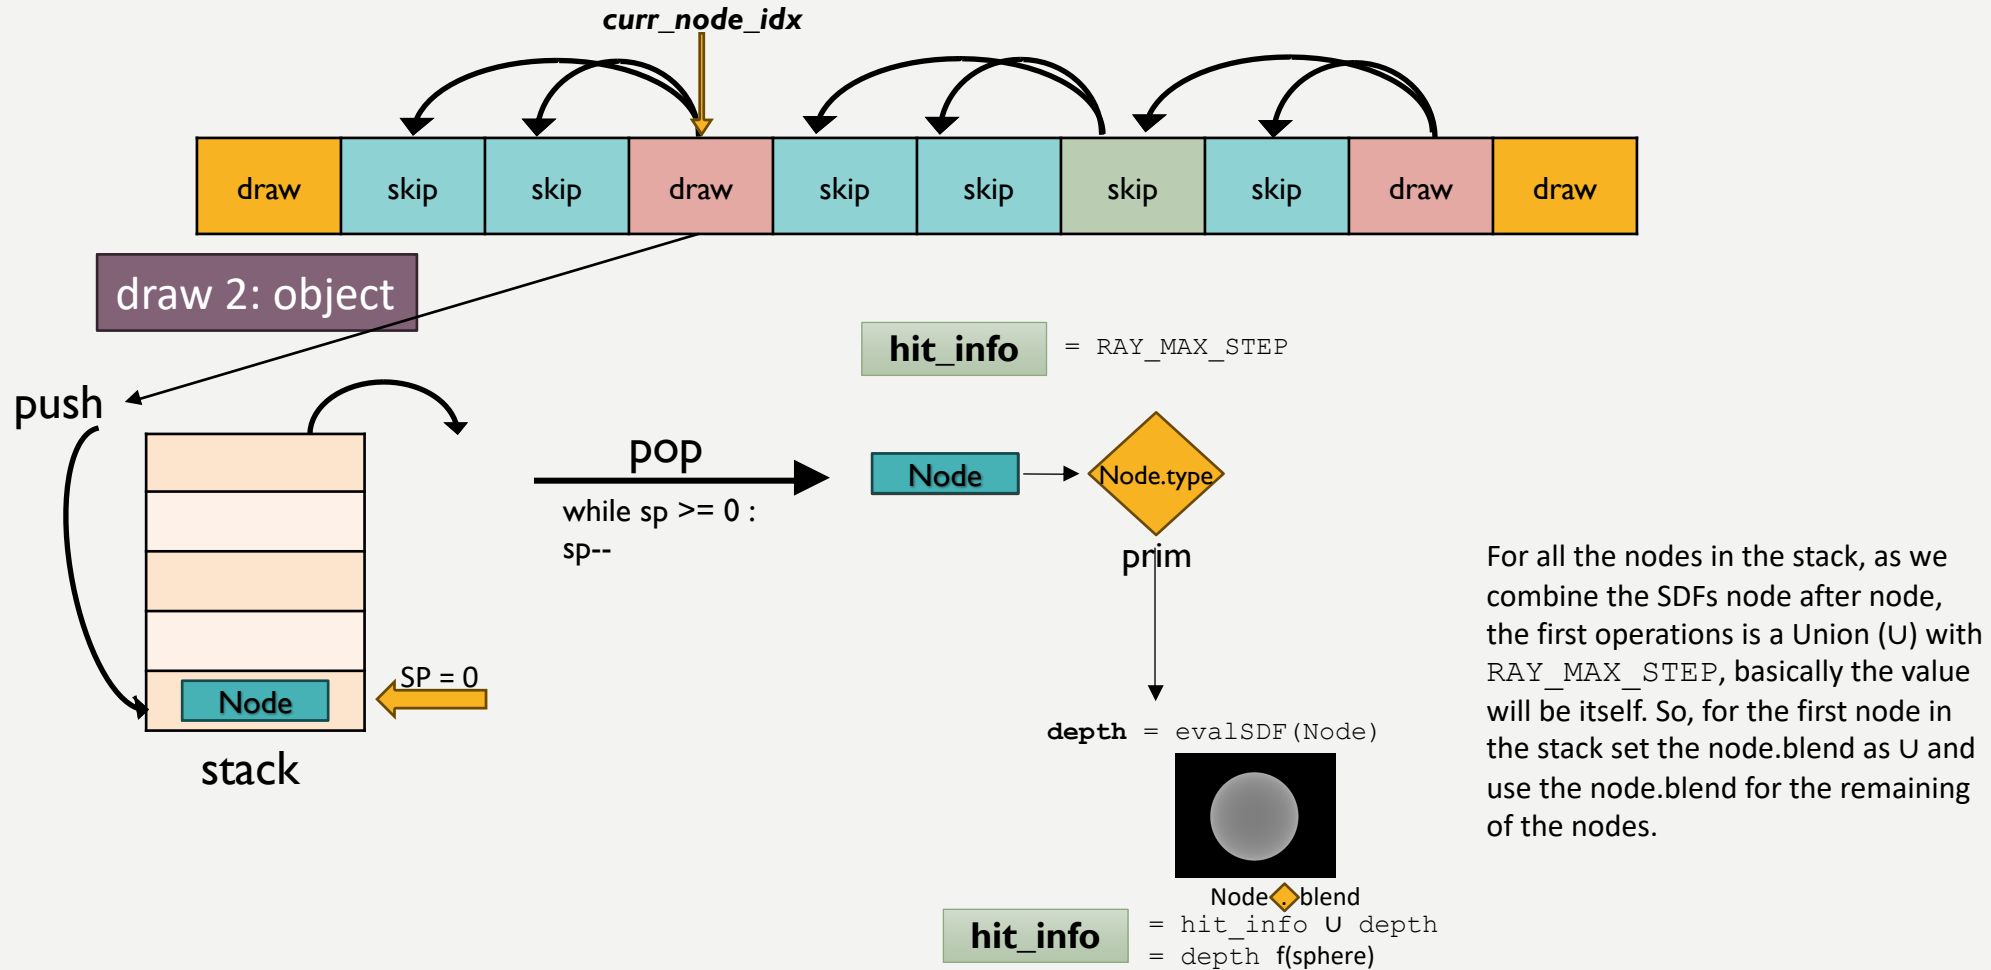 curr_node_idx
draw skip skip draw skip skip skip skip draw draw
draw 2: object
hit_info = RAY_MAX_STEP
push
pop
while sp >= 0 :
sp--
Node
Node.type
prim
SP = 0
Node
stack
depth = evalSDF(Node)
Node.blend
hit_info = hit_info ∪ depth
= depth f(sphere)
For all the nodes in the stack, as we
combine the SDFs node after node,
the first operations is a Union (∪) with
RAY_MAX_STEP, basically the value
will be itself. So, for the first node in
the stack set the node.blend as ∪ and
use the node.blend for the remaining
of the nodes.